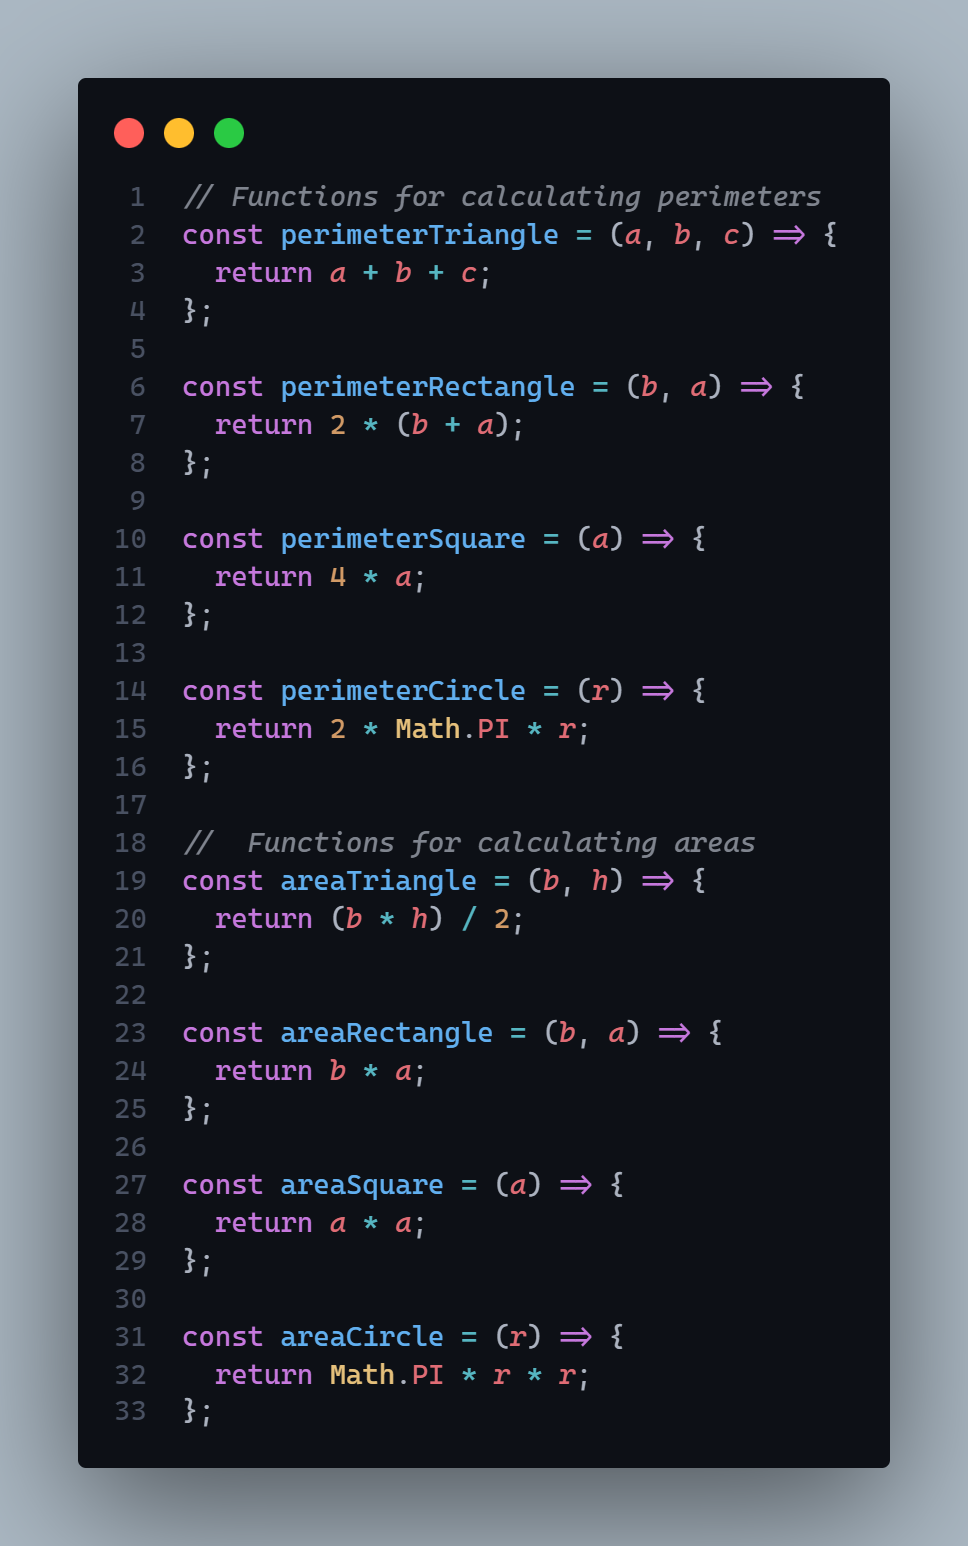 1 // Functions for calculating perimeters
2 const perimeterTriangle = (a, b, c) => {
3   return a + b + c;
4 };
5
6 const perimeterRectangle = (b, a) => {
7   return 2 * (b + a);
8 };
9
10 const perimeterSquare = (a) => {
11   return 4 * a;
12 };
13
14 const perimeterCircle = (r) => {
15   return 2 * Math.PI * r;
16 };
17
18 //  Functions for calculating areas
19 const areaTriangle = (b, h) => {
20   return (b * h) / 2;
21 };
22
23 const areaRectangle = (b, a) => {
24   return b * a;
25 };
26
27 const areaSquare = (a) => {
28   return a * a;
29 };
30
31 const areaCircle = (r) => {
32   return Math.PI * r * r;
33 };